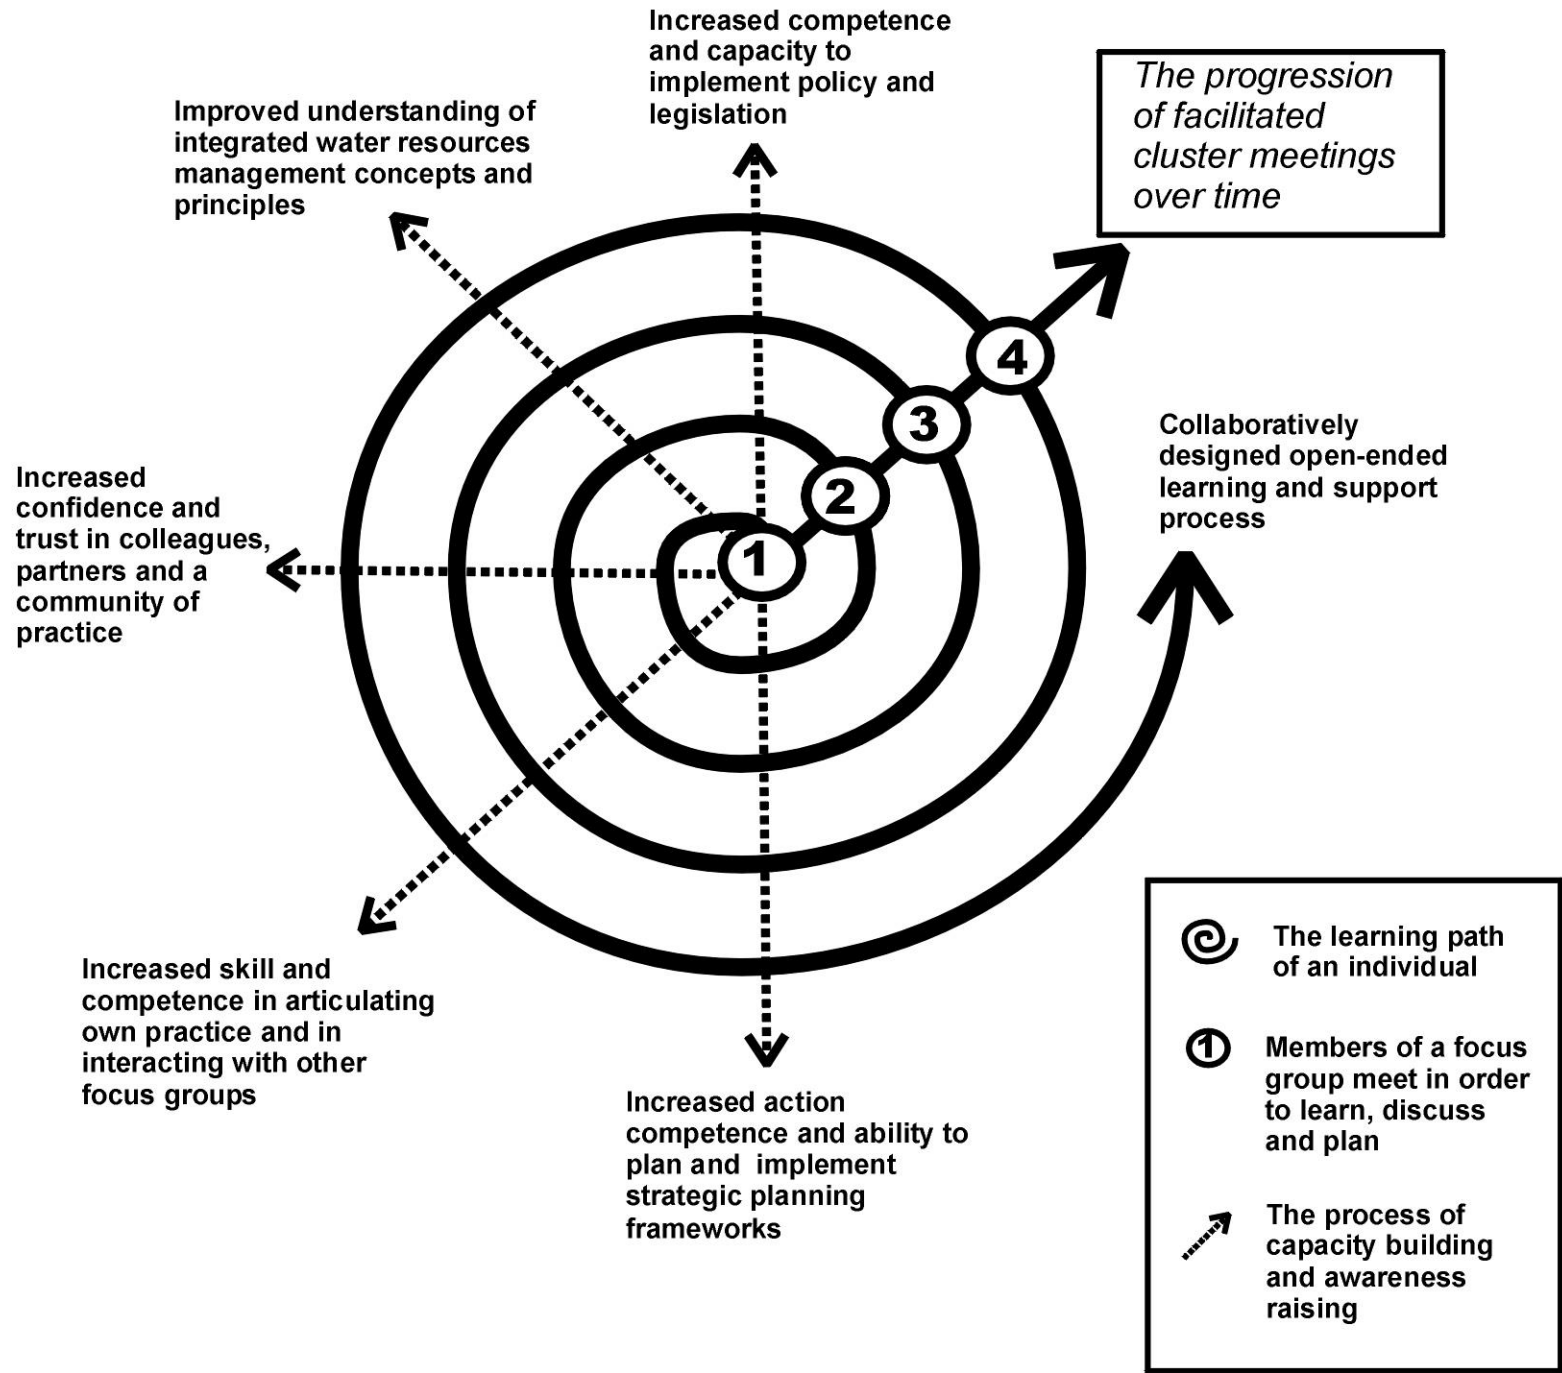 Increased competence
and capacity to
implement policy and
legislation
The progression
of facilitated
cluster meetings
over time
Improved understanding of
integrated water resources
management concepts and
principles
4
3
2
1
Collaboratively
designed open-ended
learning and support
process
Increased
confidence and
trust in colleagues,
partners and a
community of
practice
Increased skill and
competence in articulating
own practice and in
interacting with other
focus groups
Increased action
competence and ability to
plan and implement
strategic planning
frameworks
The learning path
of an individual
1
Members of a focus
group meet in order
to learn, discuss
and plan
The process of
capacity building
and awareness
raising